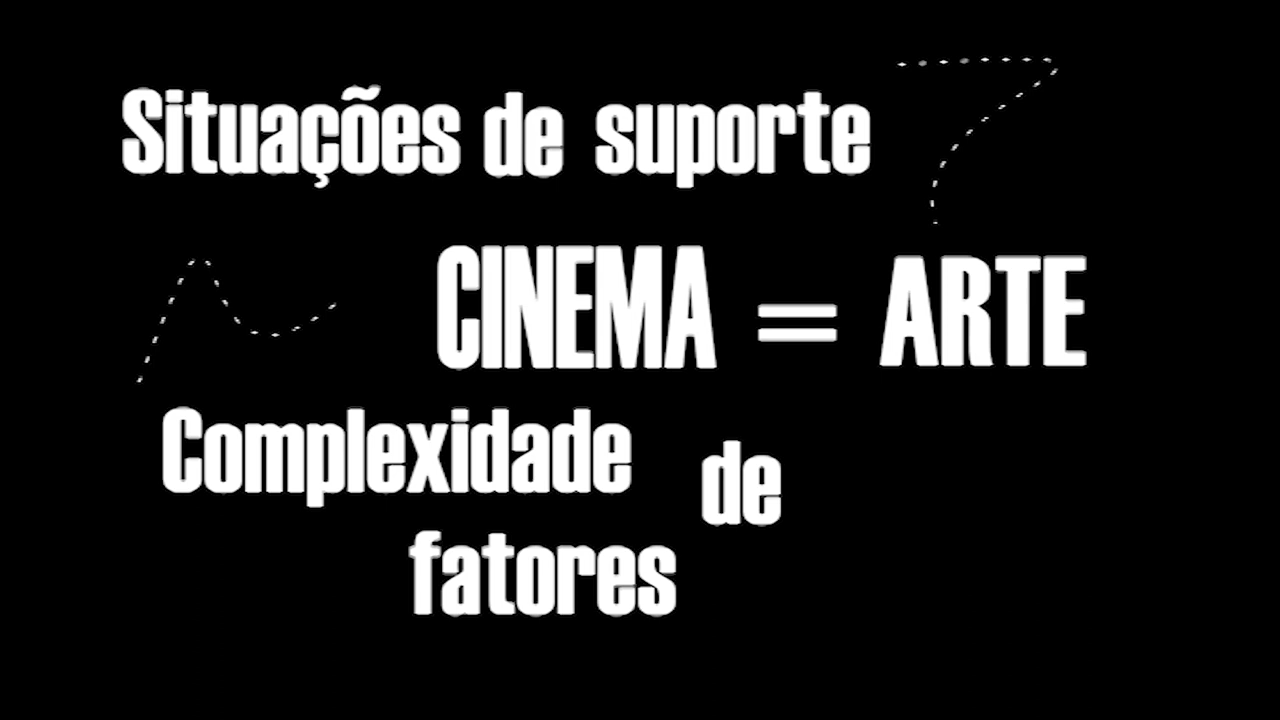 Situações de suporte
CINEMA = ARTE
Complexidade de
fatores